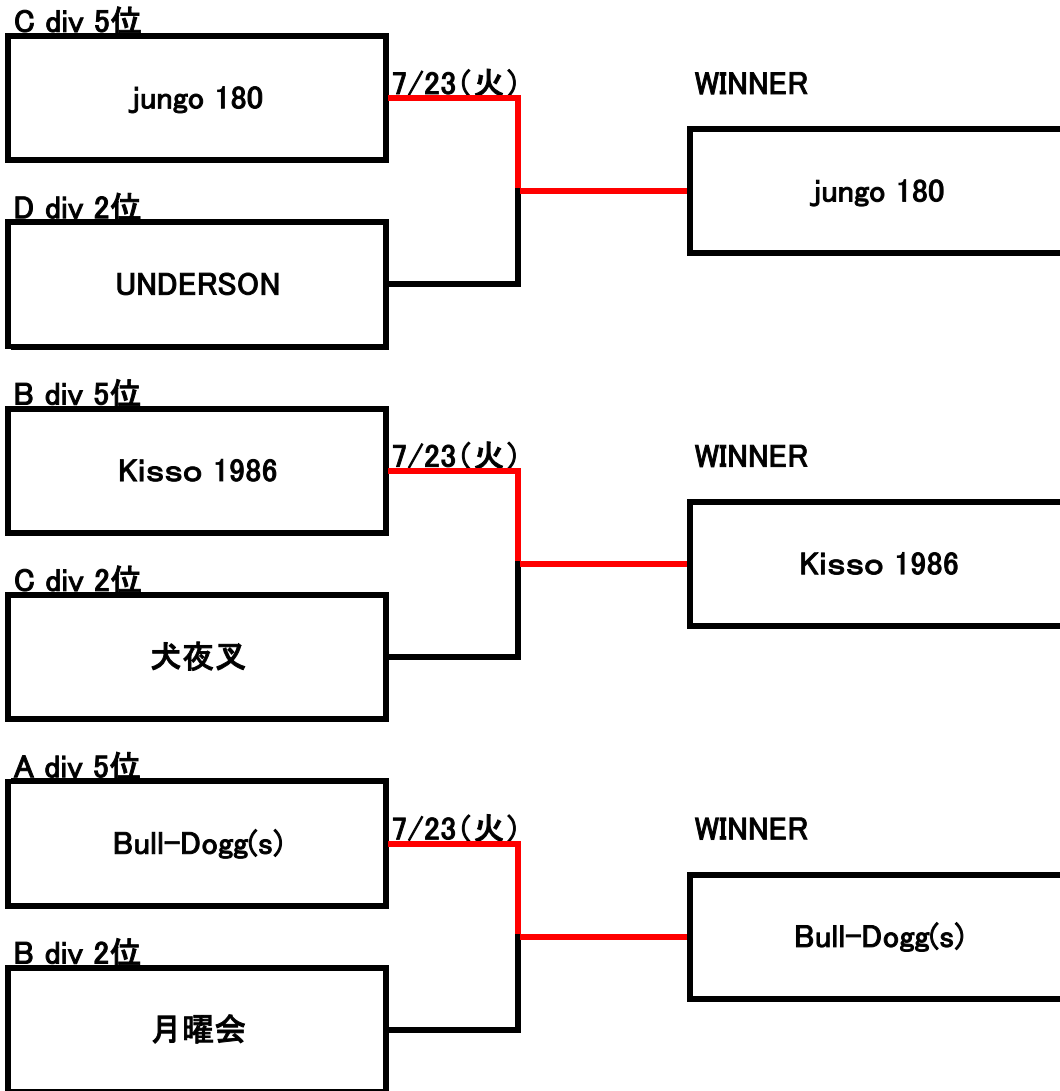 C div 5位
jungo 180
7/23(火)
WINNER
jungo 180
D div 2位
UNDERSON
B div 5位
Kisso 1986
7/23(火)
WINNER
Kisso 1986
C div 2位
犬夜叉
A div 5位
Bull-Dogg(s)
7/23(火)
WINNER
Bull-Dogg(s)
B div 2位
月曜会